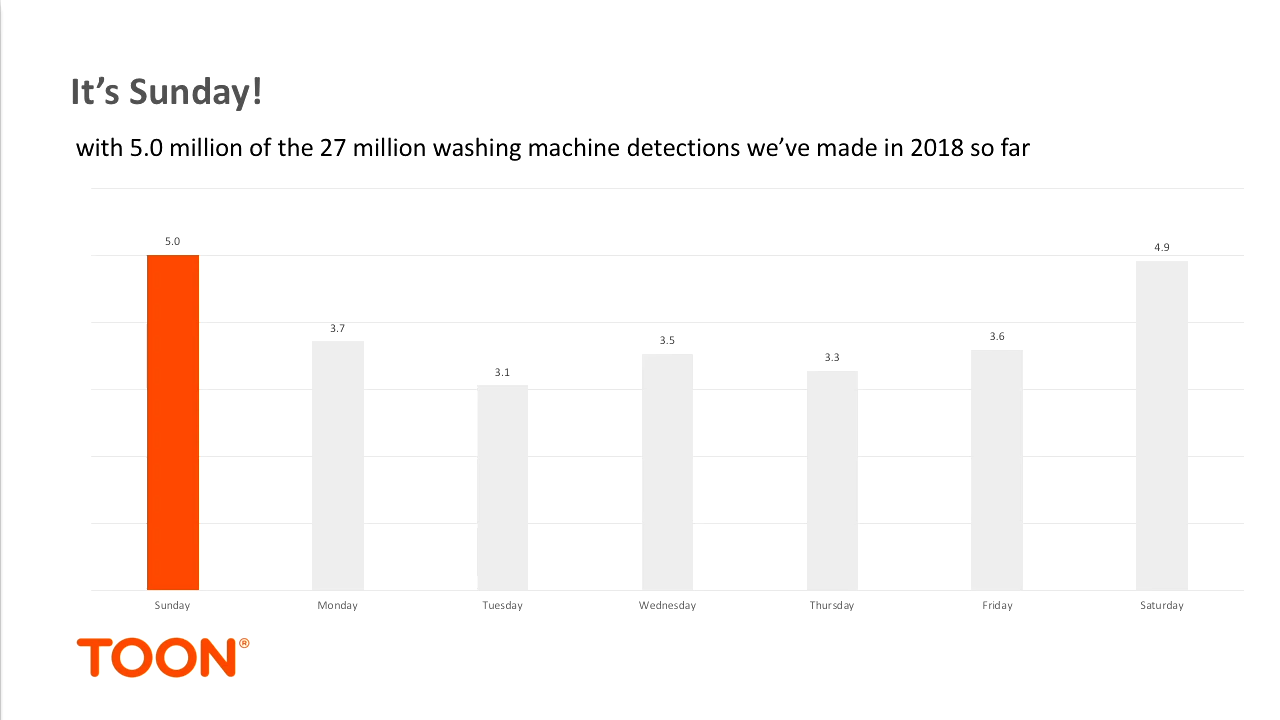 It’s Sunday!
with 5.0 million of the 27 million washing machine detections we’ve made in 2018 so far
5.0
3.7
3.1
3.5
3.3
3.6
4.9
Sunday Monday Tuesday Wednesday Thursday Friday Saturday
TOON®